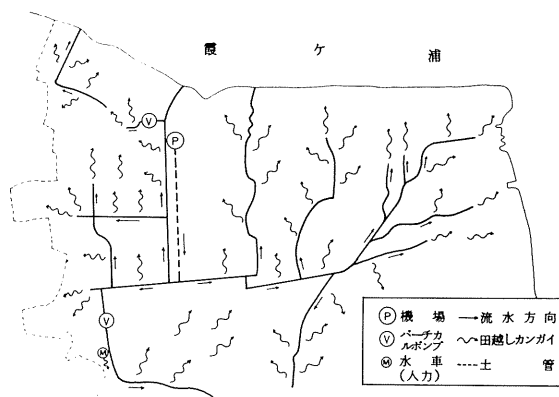 霞ケ浦
V
P
V
M
P 機場 → 流水方向
V バーチカルポンプ 田越しカンガイ
M 水車(人力) ---- 土管